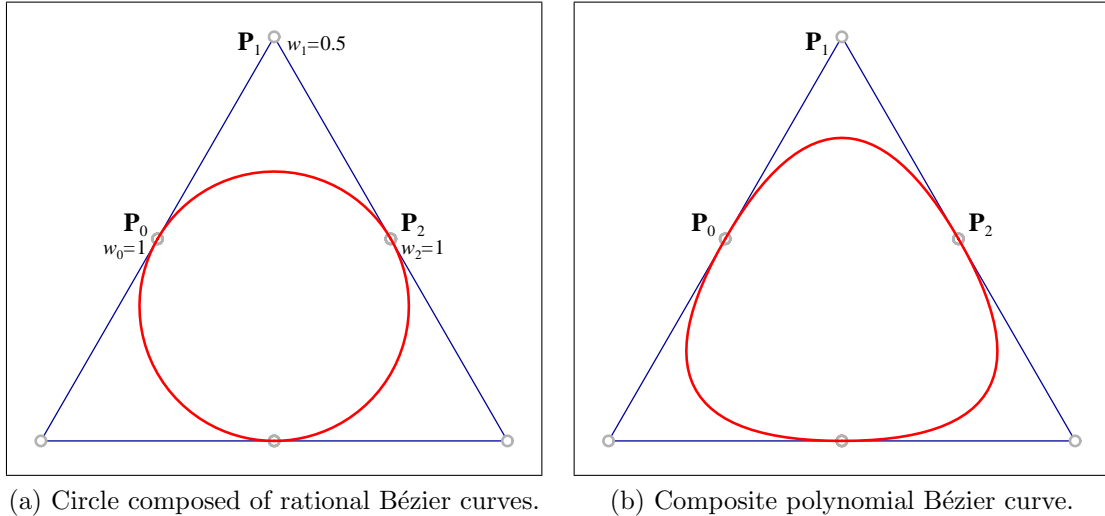 P₁ w₁=0.5
P₀ P₂
w₀=1 w₂=1
P₁
P₀ P₂
(a) Circle composed of rational Bézier curves.
(b) Composite polynomial Bézier curve.